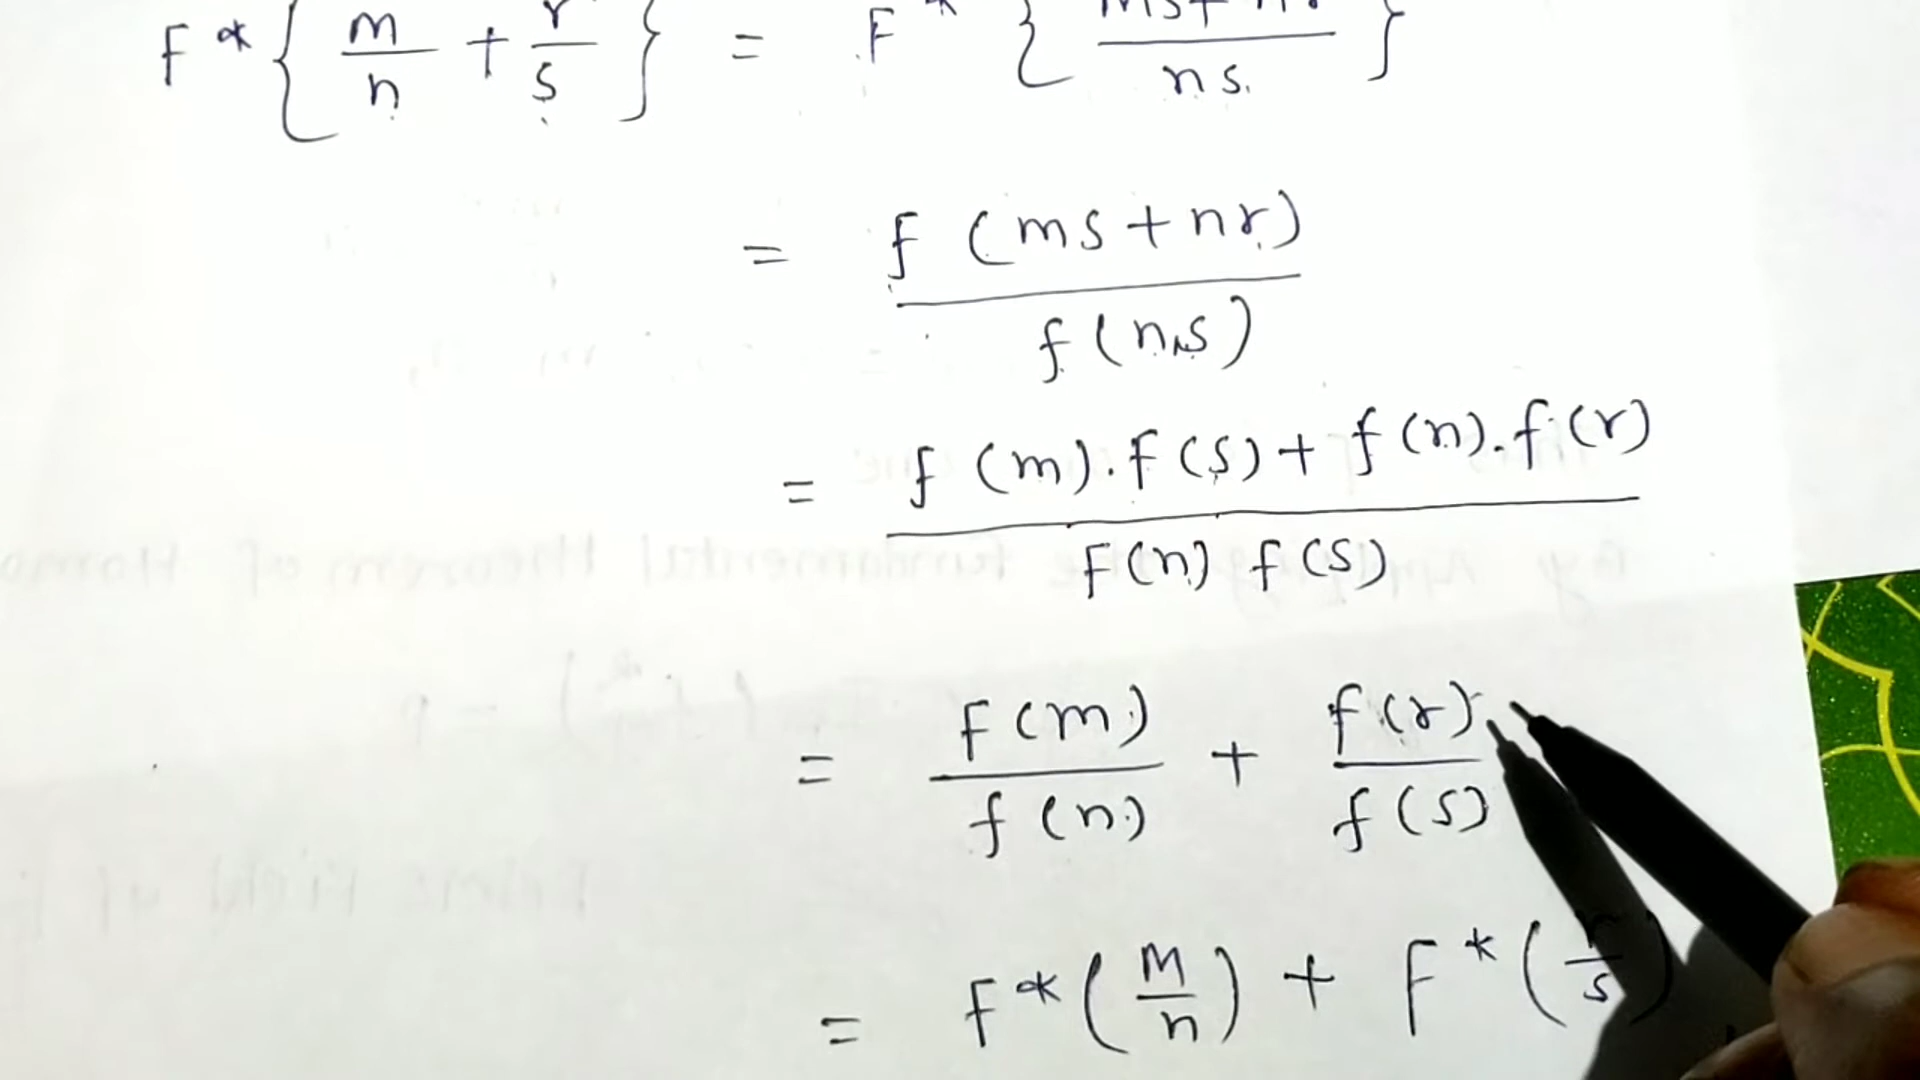 F*{ m/n + r/s } = F*{ ms+nr / ns }
= f(ms+nr) / f(ns)
= f(m).f(s)+f(n).f(r) / f(n) f(s)
= F(m)/f(n) + f(r)/f(s)
= F*(m/n) + F*(r/s)